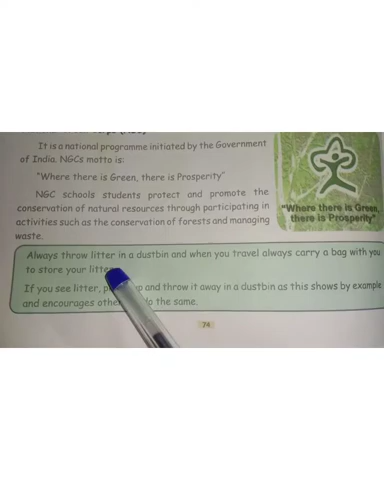 It is a national programme initiated by the Government
of India. NGCs motto is:
"Where there is Green, there is Prosperity"
NGC schools students protect and promote the
conservation of natural resources through participating in
activities such as the conservation of forests and managing
waste.
"Where there is Green,
there is Prosperity"
Always throw litter in a dustbin and when you travel always carry a bag with you
to store your litter
If you see litter, and throw it away in a dustbin as this shows by example
and encourages the same.
74